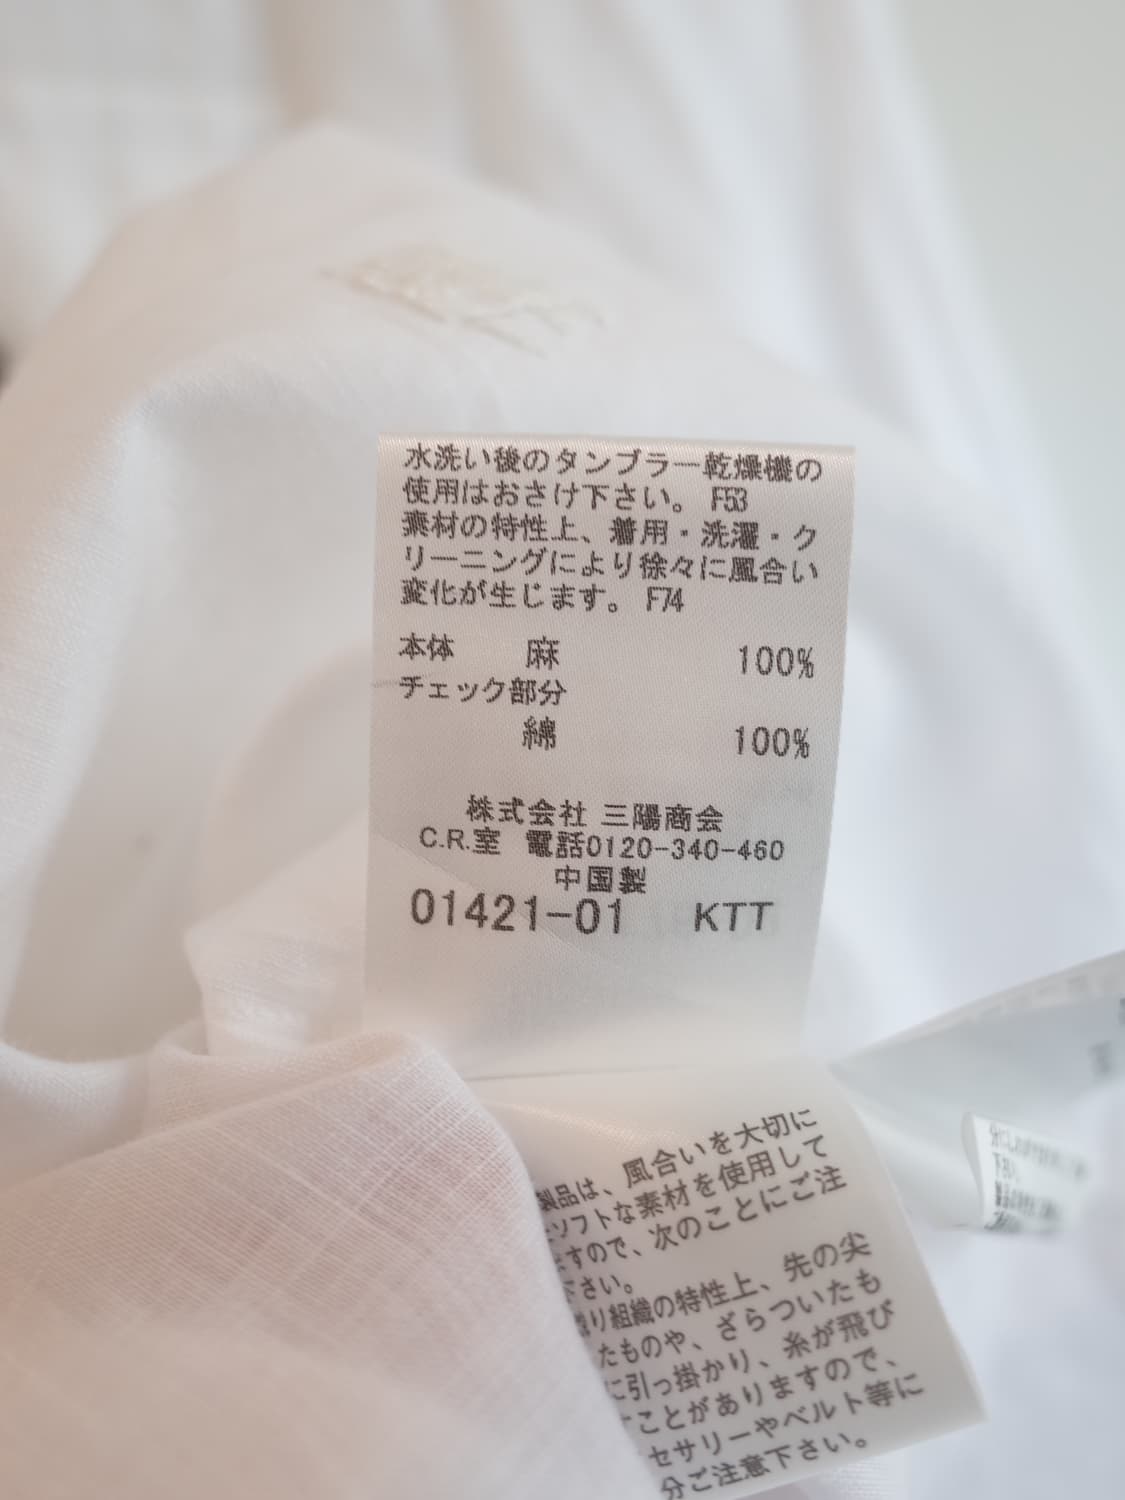 水洗い後のタンブラー乾燥機の
使用はおさけ下さい。 F53
素材の特性上、着用・洗濯・ク
リーニングにより徐々に風合い
変化が生じます。 F74
本体 麻 100%
チェック部分
綿 100%
株式会社 三陽商会
C.R.室 電話0120-340-460
中国製
01421-01 KTT
製品は、風合いを大切に
ソフトな素材を使用して
ますので、次のことにご注
下さい。
り組織の特性上、先の尖
たものや、ざらついたも
に引っ掛かり、糸が飛び
ことがありますので、
セサリーやベルト等に
分ご注意下さい。